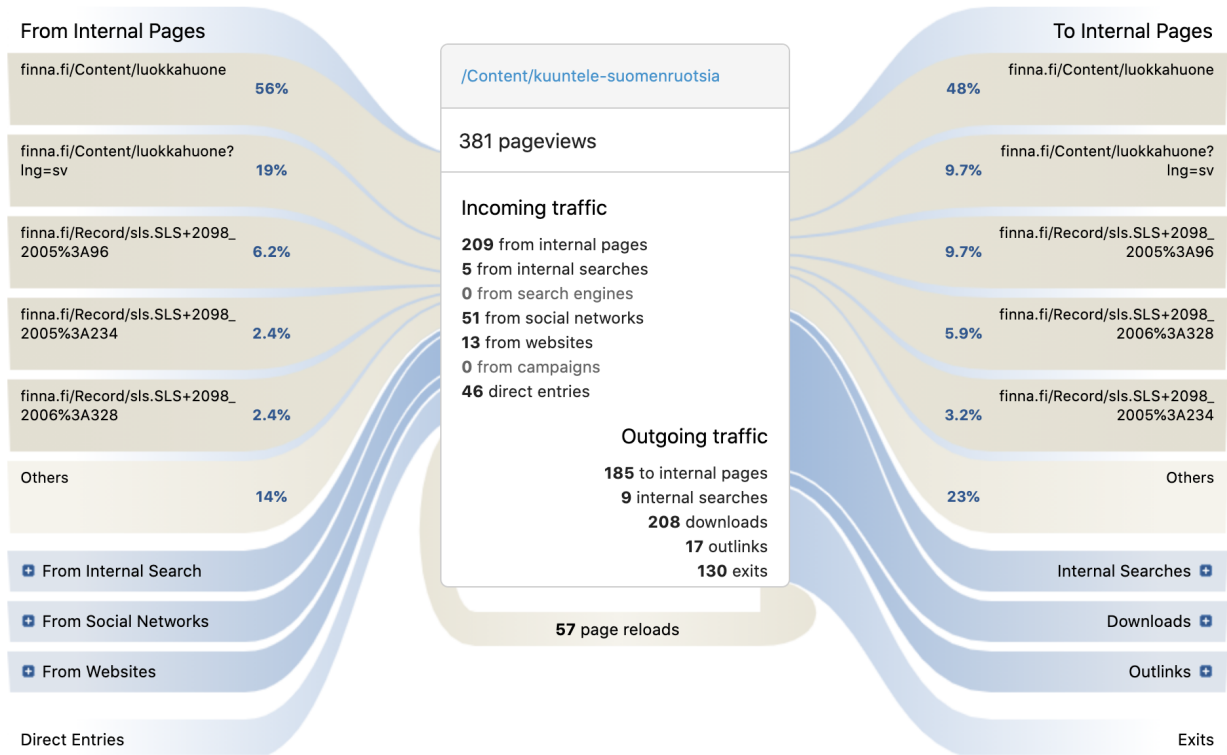 From Internal Pages
finna.fi/Content/luokkahuone
56%
finna.fi/Content/luokkahuone?
lng=sv
19%
finna.fi/Record/sls.SLS+2098_
2005%3A96
6.2%
finna.fi/Record/sls.SLS+2098_
2005%3A234
2.4%
finna.fi/Record/sls.SLS+2098_
2006%3A328
2.4%
Others
14%
From Internal Search
From Social Networks
From Websites
Direct Entries
/Content/kuuntele-suomenruotsia
381 pageviews
Incoming traffic
209 from internal pages
5 from internal searches
0 from search engines
51 from social networks
13 from websites
0 from campaigns
46 direct entries
Outgoing traffic
185 to internal pages
9 internal searches
208 downloads
17 outlinks
130 exits
57 page reloads
To Internal Pages
finna.fi/Content/luokkahuone
48%
finna.fi/Content/luokkahuone?
lng=sv
9.7%
finna.fi/Record/sls.SLS+2098_
2005%3A96
9.7%
finna.fi/Record/sls.SLS+2098_
2006%3A328
5.9%
finna.fi/Record/sls.SLS+2098_
2005%3A234
3.2%
Others
23%
Internal Searches
Downloads
Outlinks
Exits